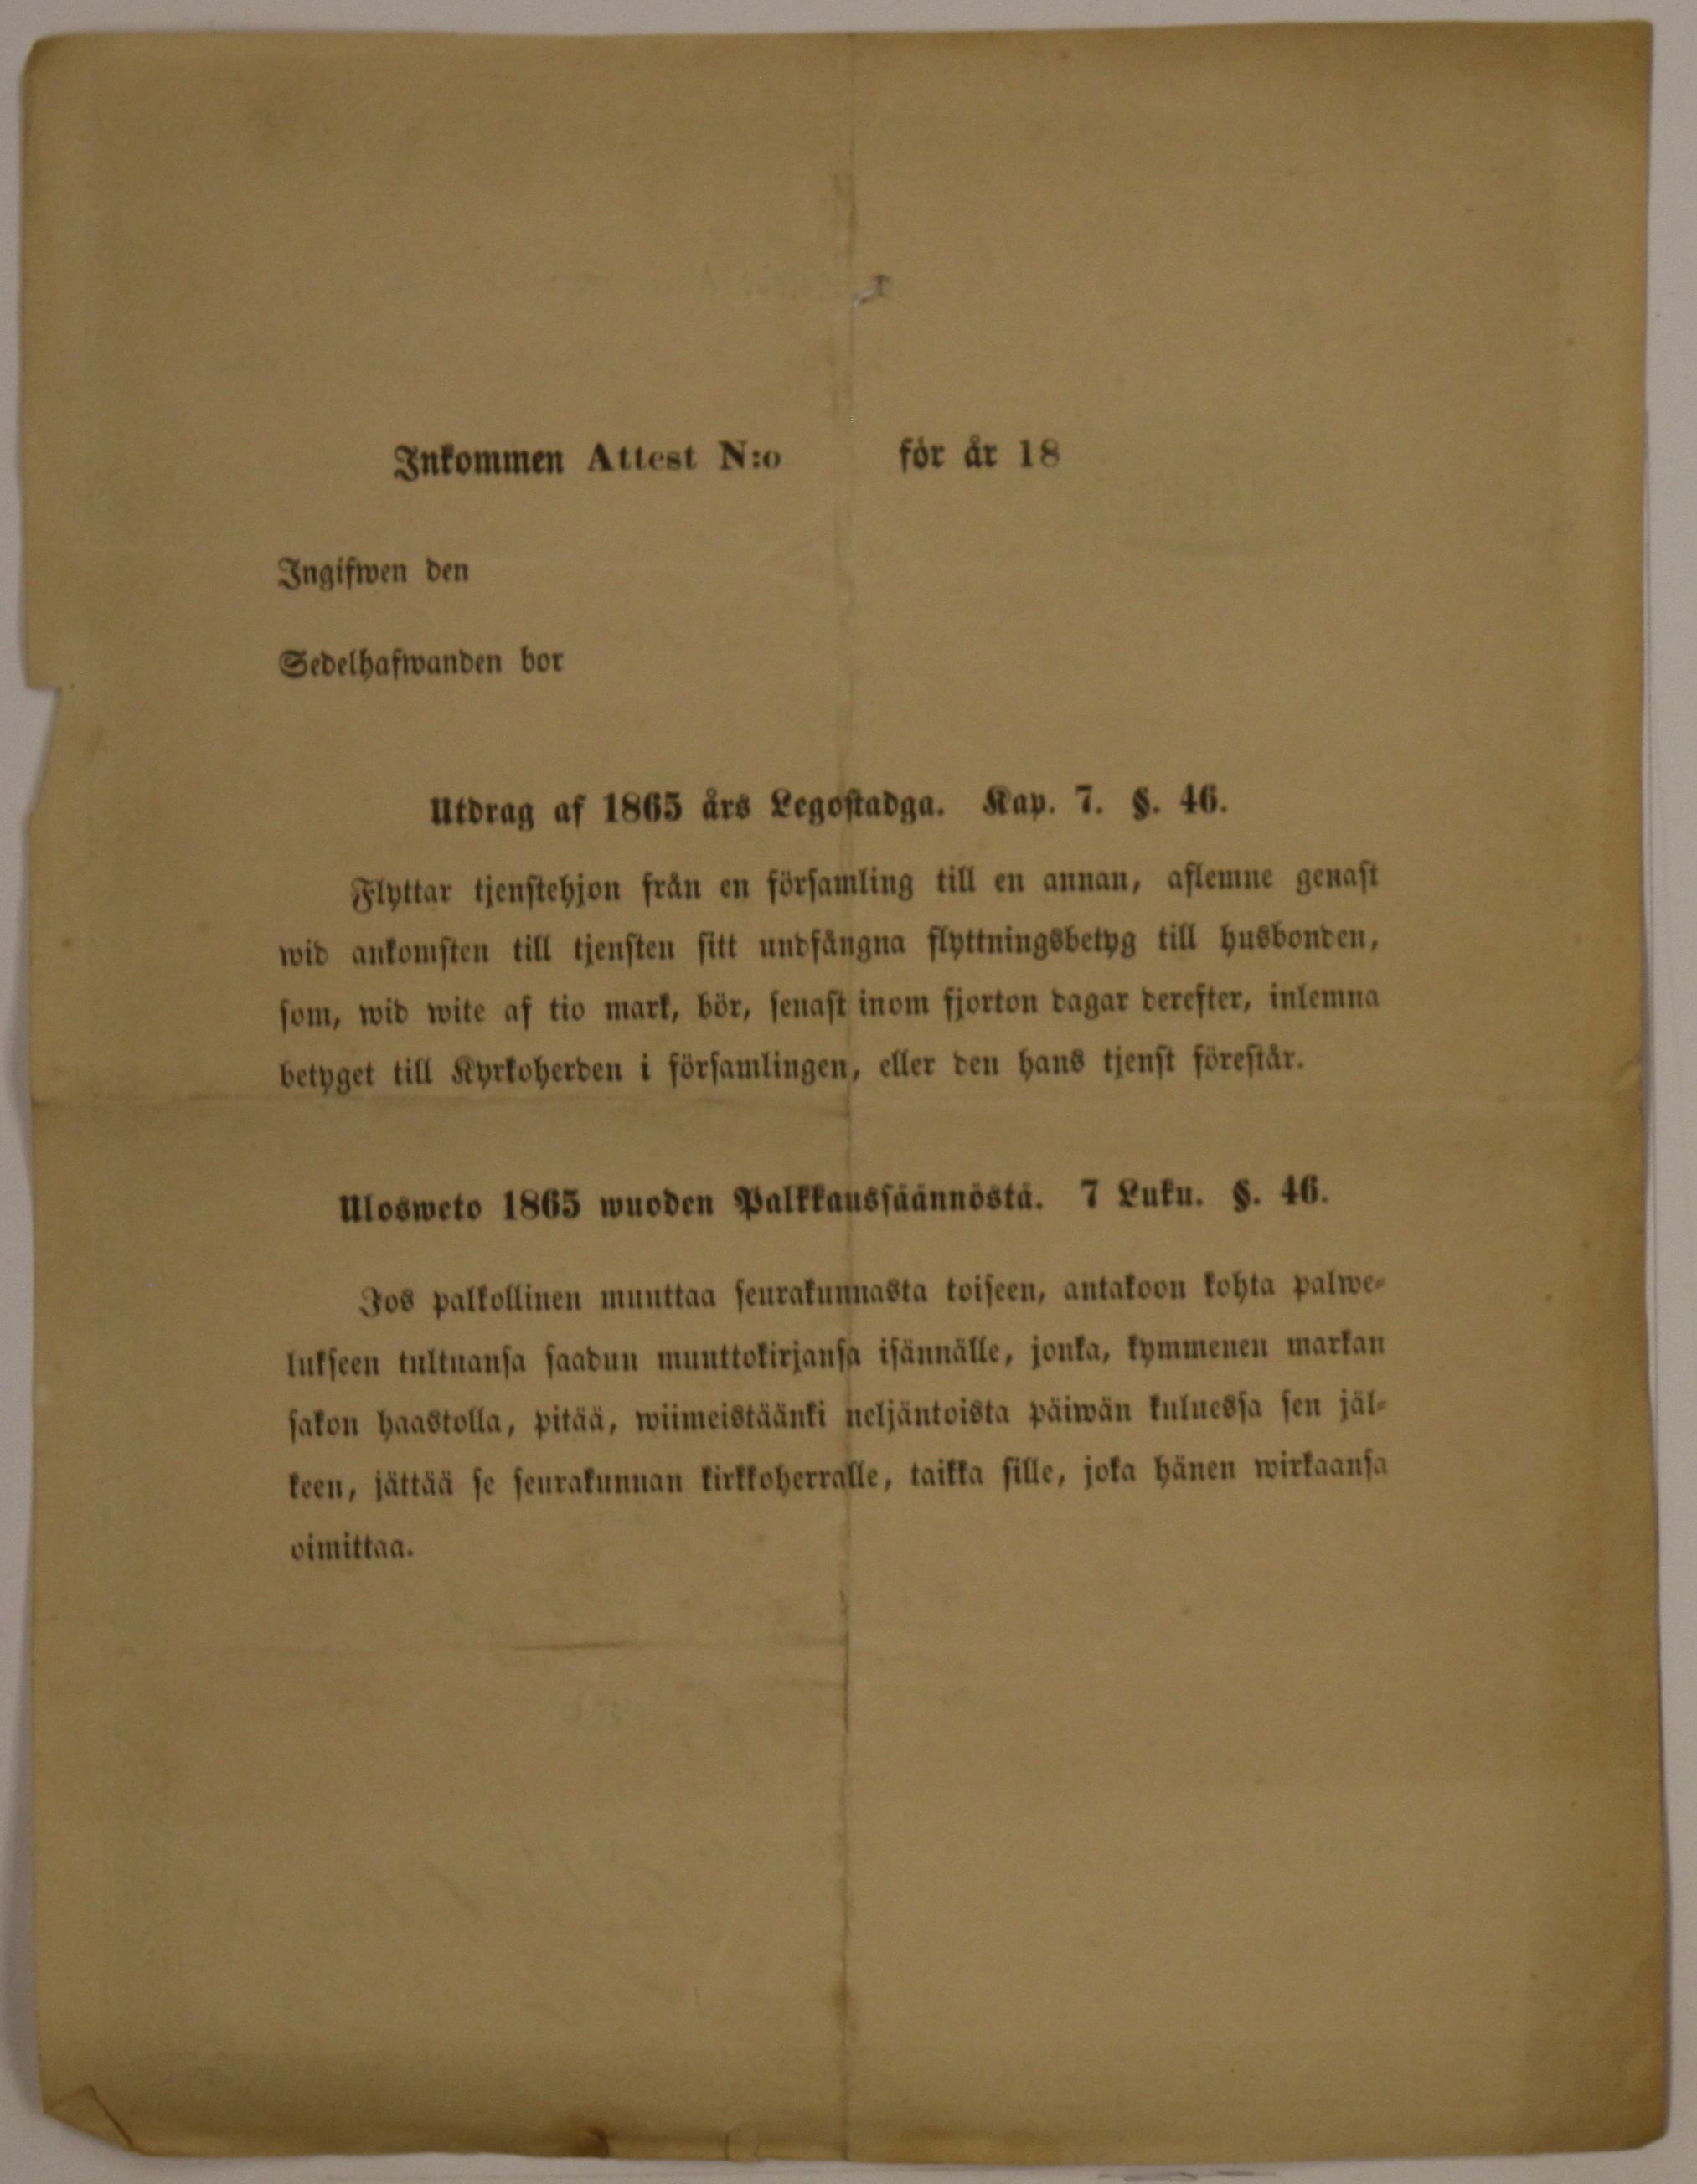 Inkommen Attest N:o för år 18
Ingifwen den
Sedelhafwanden bor
Utdrag af 1865 års Legostadga. Kap. 7. §. 46.
Flyttar tjenstehjon från en församling till en annan, aflemne genast
wid ankomsten till tjensten sitt undfångna flyttningsbetyg till husbonden,
som, wid wite af tio mark, bör, senast inom fjorton dagar derefter, inlemna
betyget till Kyrkoherden i församlingen, eller den hans tjenst förestår.
Ulosweto 1865 wuoden Palkkaussäännöstä. 7 Luku. §. 46.
Jos palkollinen muuttaa seurakunnasta toiseen, antakoon kohta palwe-
lukseen tultuansa saadun muuttokirjansa isännälle, jonka, kymmenen markan
sakon haastolla, pitää, wiimeistäänki neljäntoista päiwän kuluessa sen jäl-
keen, jättää se seurakunnan kirkkoherralle, taikka sille, joka hänen wirkaansa
oimittaa.